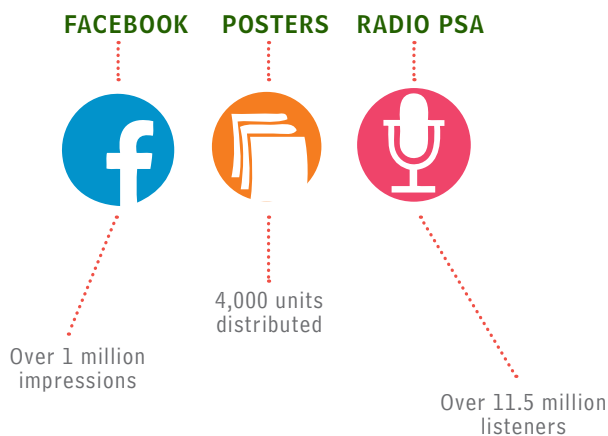 FACEBOOK
POSTERS
RADIO PSA
4,000 units
distributed
Over 1 million
impressions
Over 11.5 million
listeners